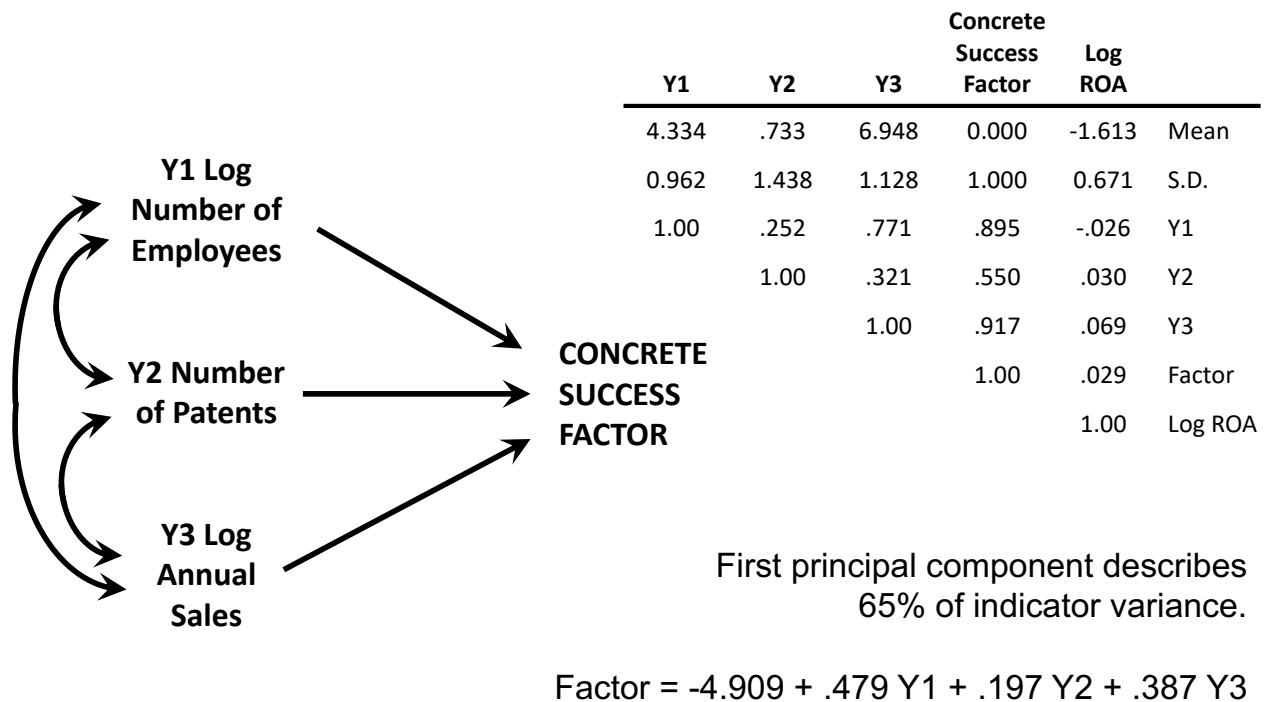 Concrete
Success Log
Y1 Y2 Y3 Factor ROA
4.334 .733 6.948 0.000 -1.613 Mean
0.962 1.438 1.128 1.000 0.671 S.D.
1.00 .252 .771 .895 -.026 Y1
1.00 .321 .550 .030 Y2
1.00 .917 .069 Y3
1.00 .029 Factor
1.00 Log ROA
Y1 Log
Number of
Employees
Y2 Number
of Patents
Y3 Log
Annual
Sales
CONCRETE
SUCCESS
FACTOR
First principal component describes
65% of indicator variance.
Factor = -4.909 + .479 Y1 + .197 Y2 + .387 Y3